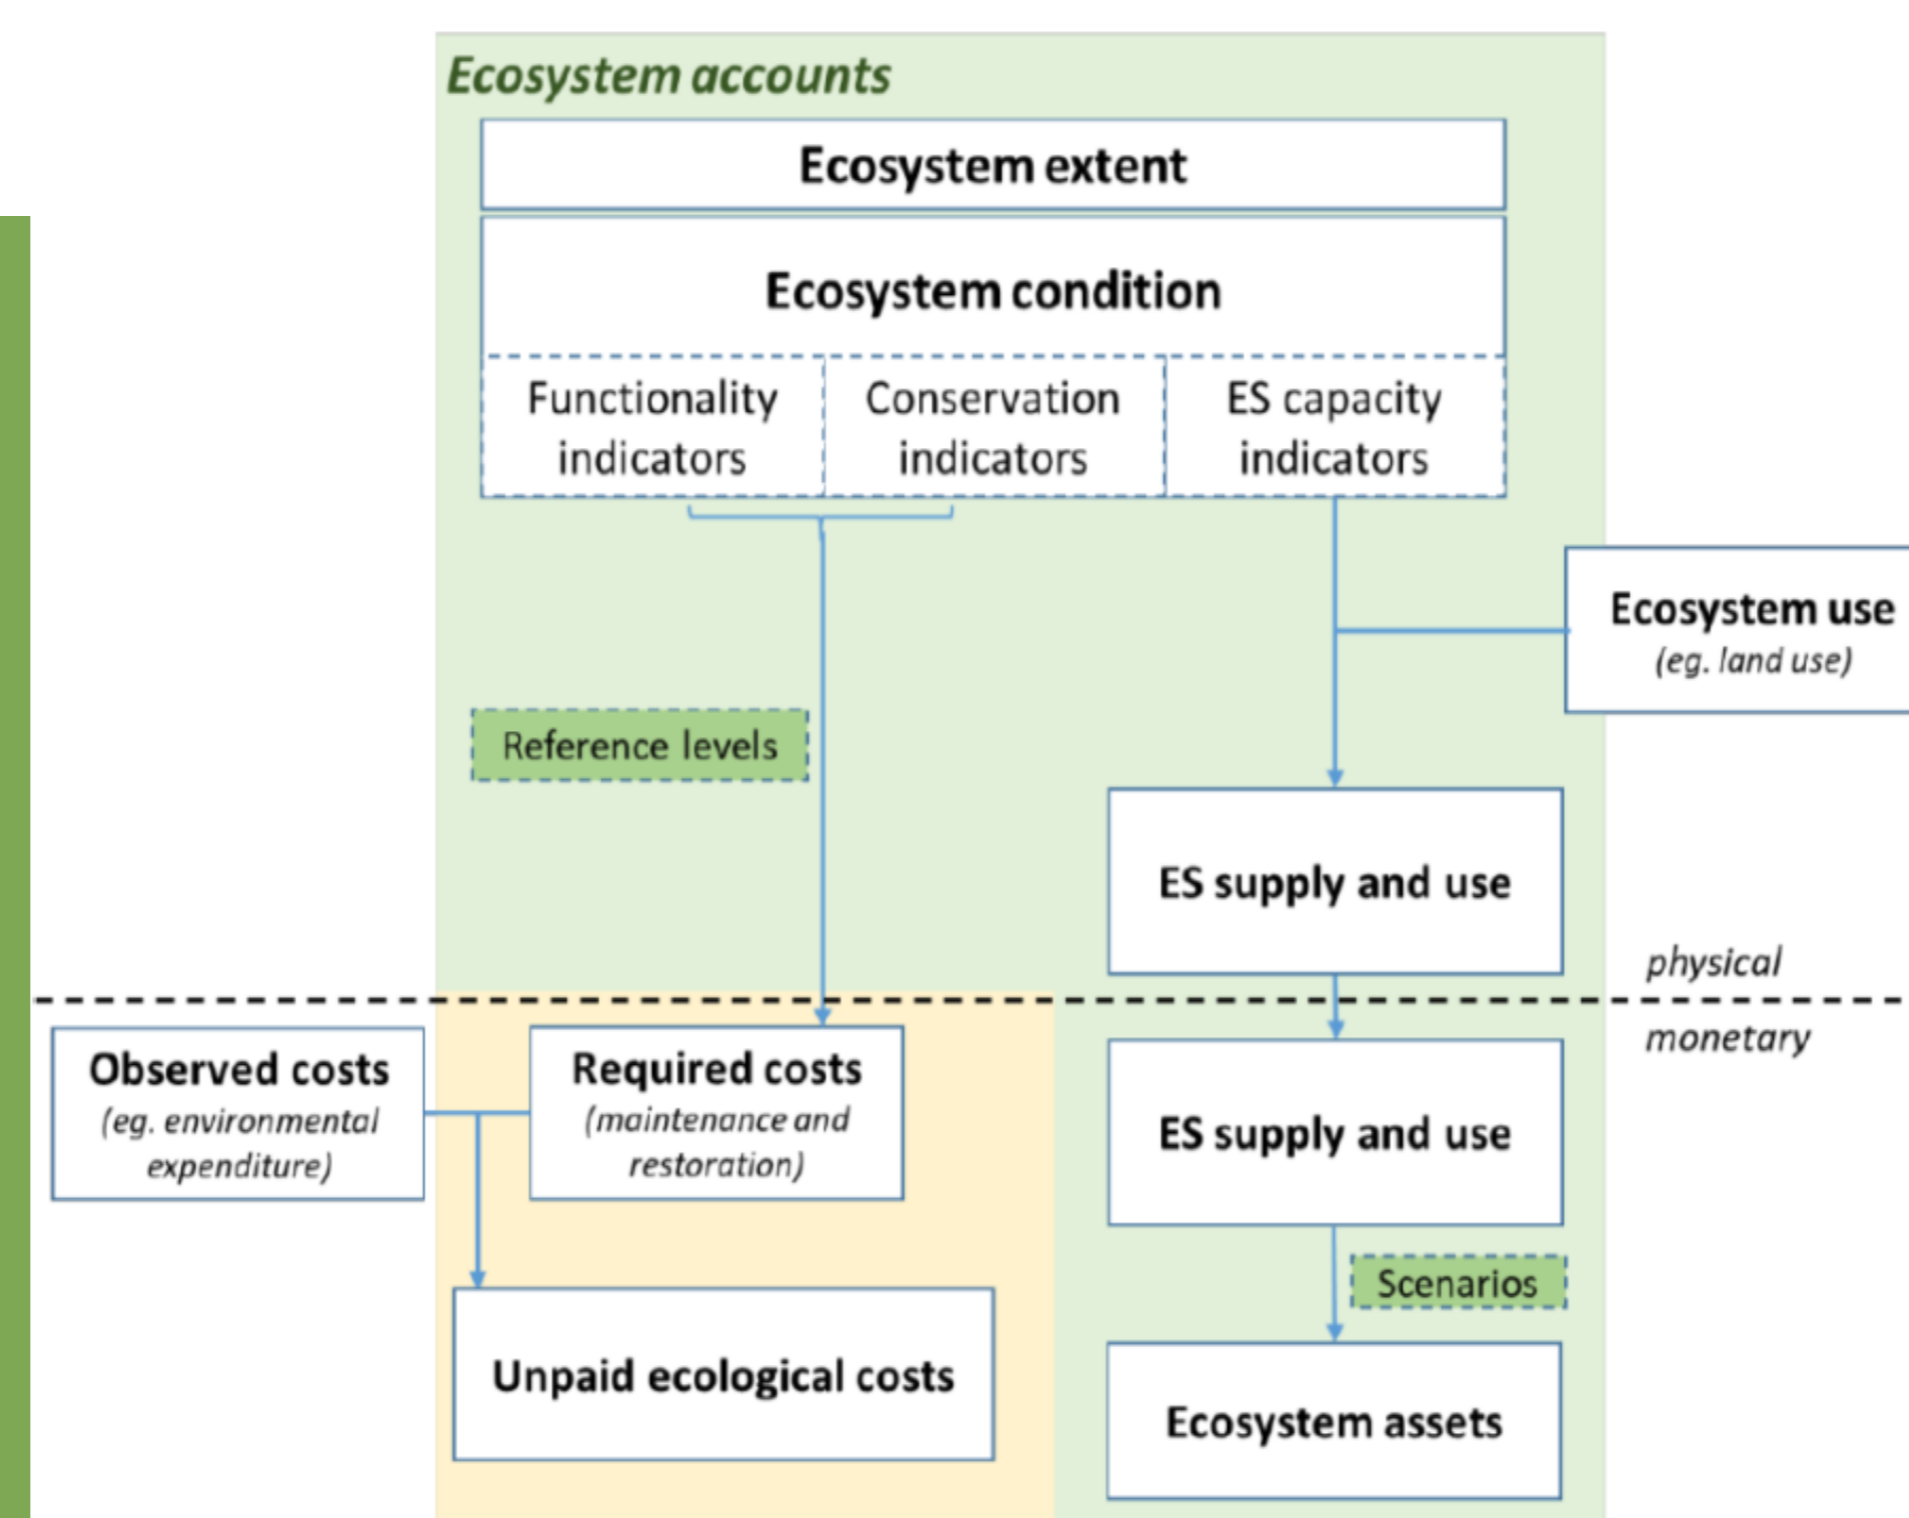 Ecosystem accounts
Ecosystem extent
Ecosystem condition
Functionality
indicators
Conservation
indicators
ES capacity
indicators
Ecosystem use
(eg. land use)
Reference levels
ES supply and use
physical
monetary
Observed costs
(eg. environmental
expenditure)
Required costs
(maintenance and
restoration)
ES supply and use
Scenarios
Unpaid ecological costs
Ecosystem assets